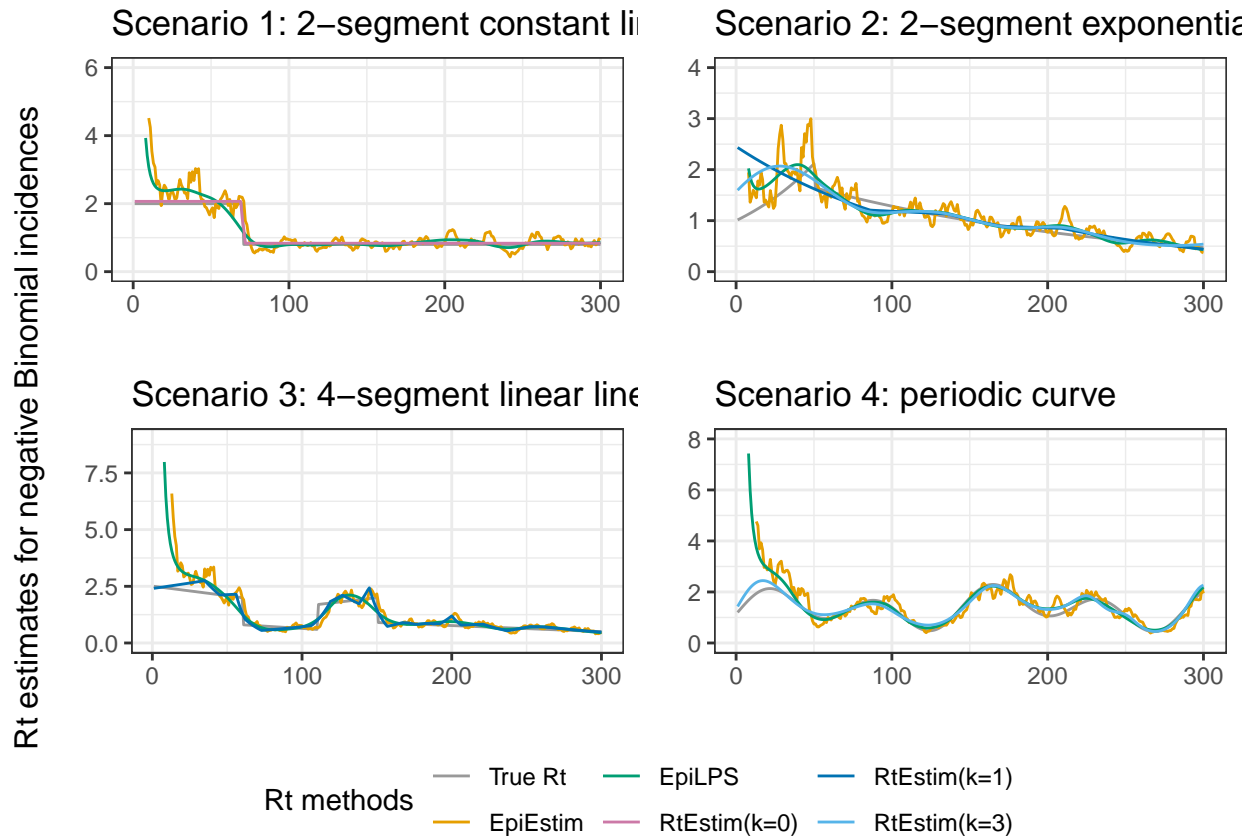 Scenario 1: 2−segment constant li
Scenario 2: 2−segment exponentia
Rt estimates for negative Binomial incidences
6
4
2
0
0 100 200 300
4
3
2
1
0
0 100 200 300
Scenario 3: 4−segment linear line
Scenario 4: periodic curve
7.5
5.0
2.5
0.0
0 100 200 300
8
6
4
2
0
0 100 200 300
Rt methods
True Rt EpiLPS RtEstim(k=1)
EpiEstim RtEstim(k=0) RtEstim(k=3)